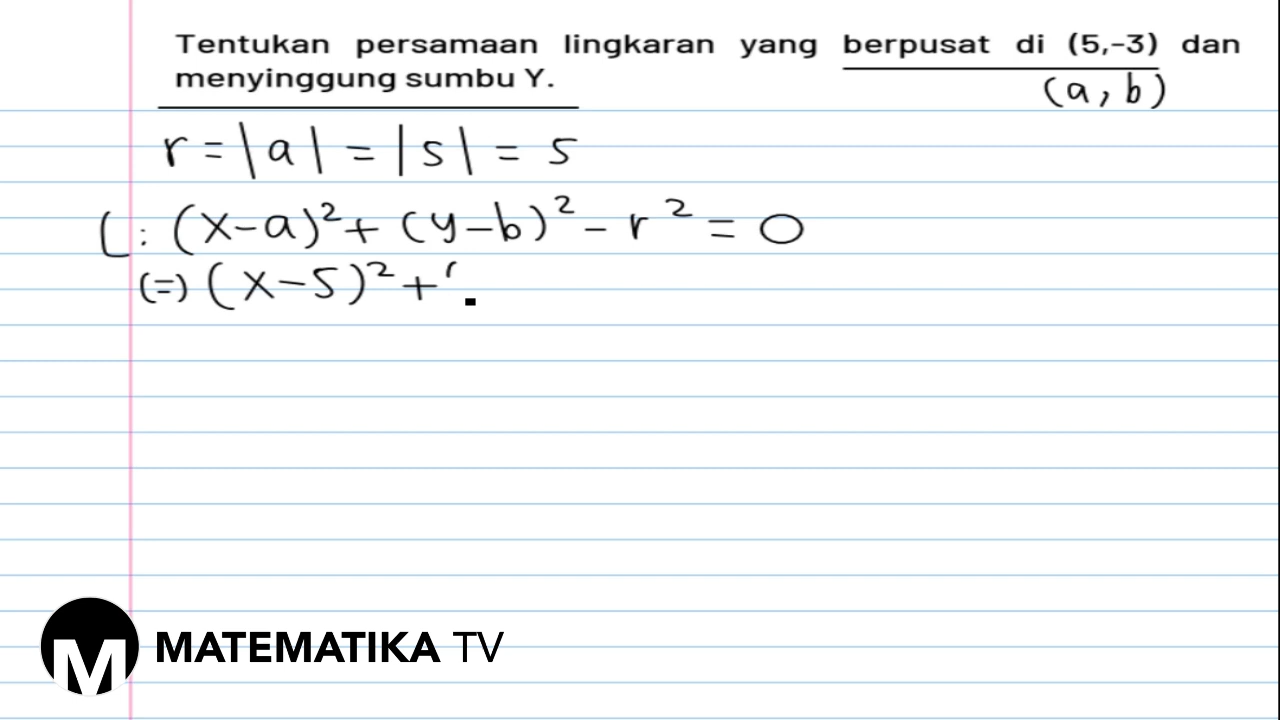 Tentukan persamaan lingkaran yang berpusat di (5,-3) dan
menyinggung sumbu Y.
(a, b)
r = |a| = |5| = 5
L: (x-a)² + (y-b)² - r² = 0
(=) (x-5)² + (
M MATEMATIKA TV